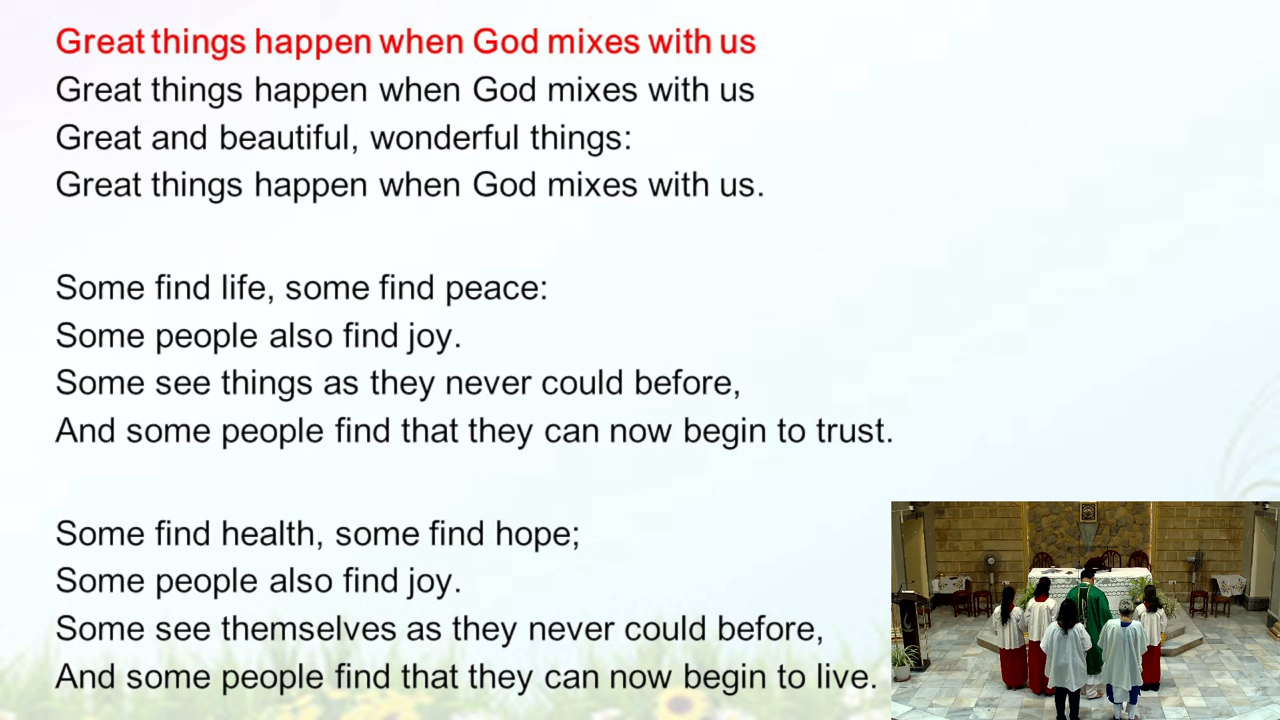 Great things happen when God mixes with us
Great things happen when God mixes with us
Great and beautiful, wonderful things:
Great things happen when God mixes with us.
Some find life, some find peace:
Some people also find joy.
Some see things as they never could before,
And some people find that they can now begin to trust.
Some find health, some find hope;
Some people also find joy.
Some see themselves as they never could before,
And some people find that they can now begin to live.